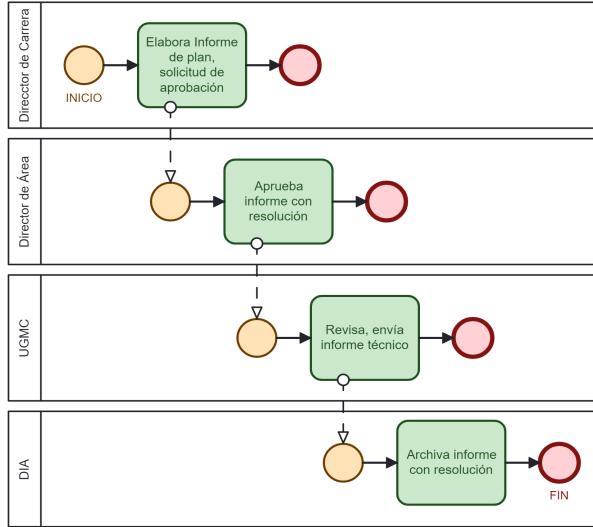 Direcctor de Carrera
Elabora Informe
de plan,
solicitud de
aprobación
INICIO
Director de Área
Aprueba
informe con
resolución
UGMC
Revisa, envía
informe técnico
DIA
Archiva informe
con resolución
FIN